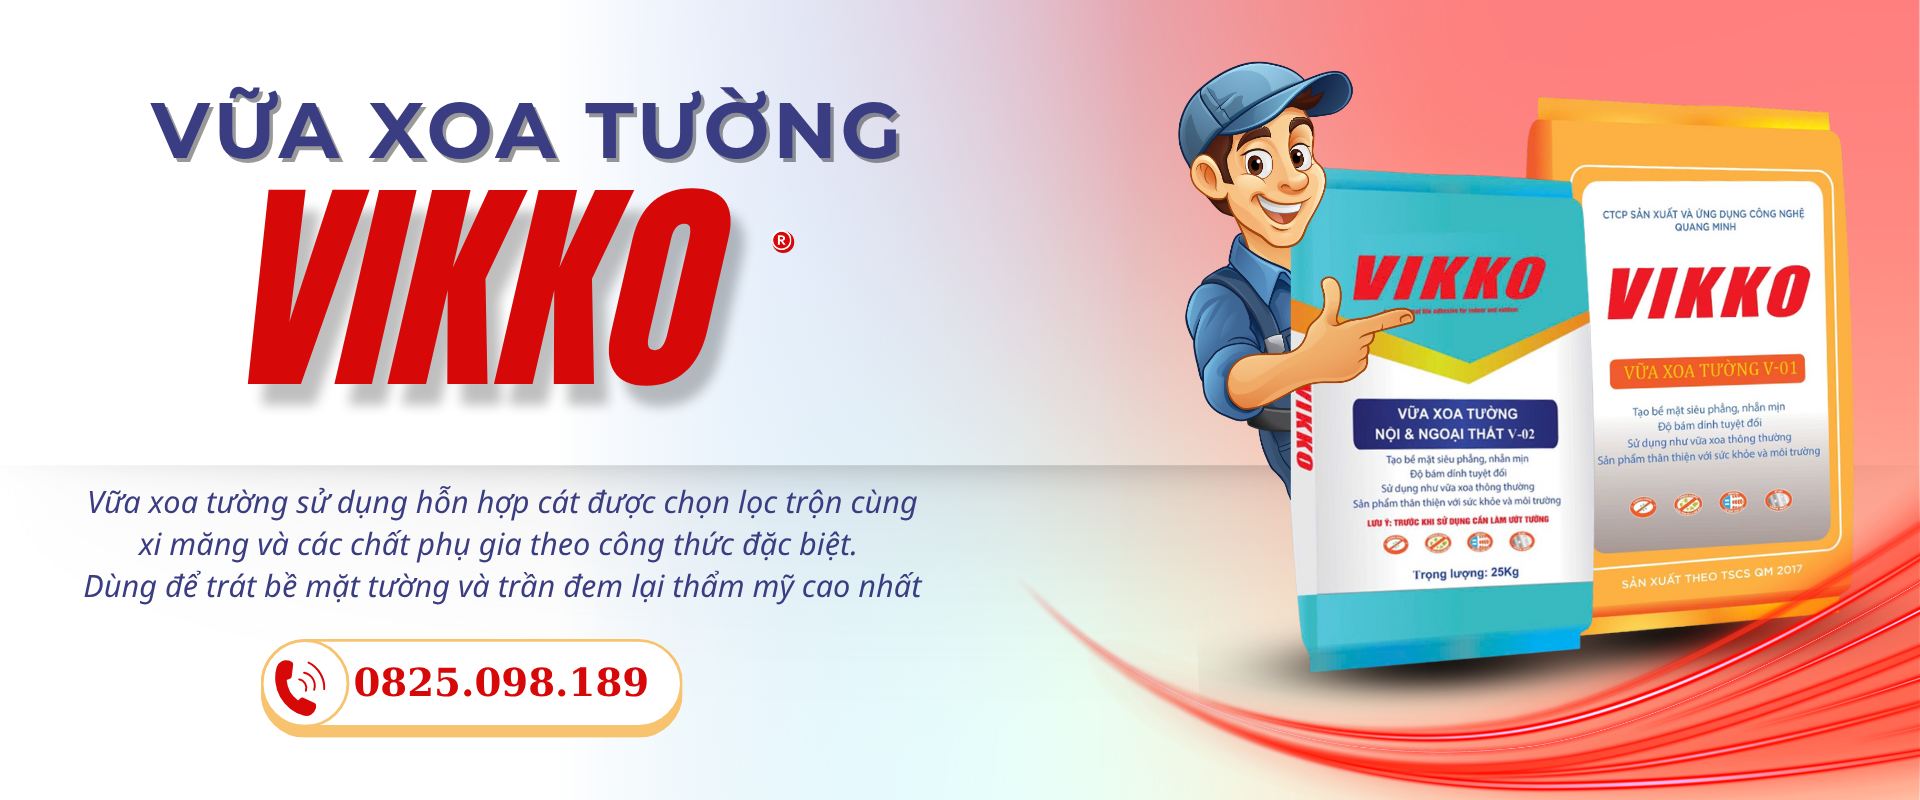 VỮA XOA TƯỜNG
VIKKO
®
Vữa xoa tường sử dụng hỗn hợp cát được chọn lọc trộn cùng
xi măng và các chất phụ gia theo công thức đặc biệt.
Dùng để trát bề mặt tường và trần đem lại thẩm mỹ cao nhất
0825.098.189
VIKKO
tile adhesive for indoor and outdoor
VIKKO
VỮA XOA TƯỜNG
NỘI & NGOẠI THẤT V-02
Tạo bề mặt siêu phẳng, nhẵn mịn
Độ bám dính tuyệt đối
Sử dụng như vữa xoa thông thường
Sản phẩm thân thiện với sức khỏe và môi trường
LƯU Ý: TRƯỚC KHI SỬ DỤNG CẦN LÀM ƯỚT TƯỜNG
Trọng lượng: 25Kg
CTCP SẢN XUẤT VÀ ỨNG DỤNG CÔNG NGHỆ
QUANG MINH
VIKKO
VỮA XOA TƯỜNG V-01
Tạo bề mặt siêu phẳng, nhẵn mịn
Độ bám dính tuyệt đối
Sử dụng như vữa xoa thông thường
Sản phẩm thân thiện với sức khỏe và môi trường
SẢN XUẤT THEO TSCS QM 2017